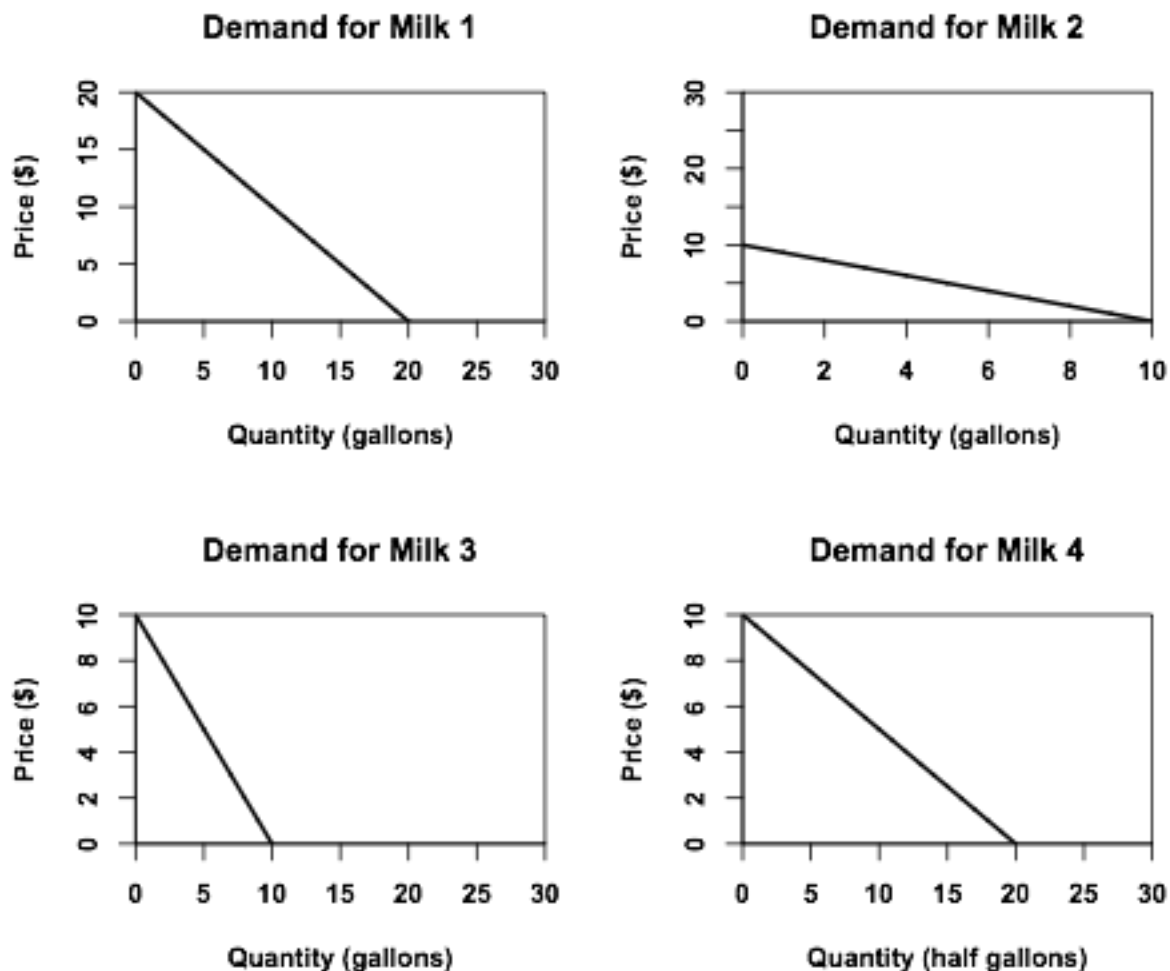 Demand for Milk 1
Price ($)
20
15
10
5
0
0 5 10 15 20 25 30
Quantity (gallons)
Demand for Milk 2
Price ($)
30
20
10
0
0 2 4 6 8 10
Quantity (gallons)
Demand for Milk 3
Price ($)
10
8
6
4
2
0
0 5 10 15 20 25 30
Quantity (gallons)
Demand for Milk 4
Price ($)
10
8
6
4
2
0
0 5 10 15 20 25 30
Quantity (half gallons)